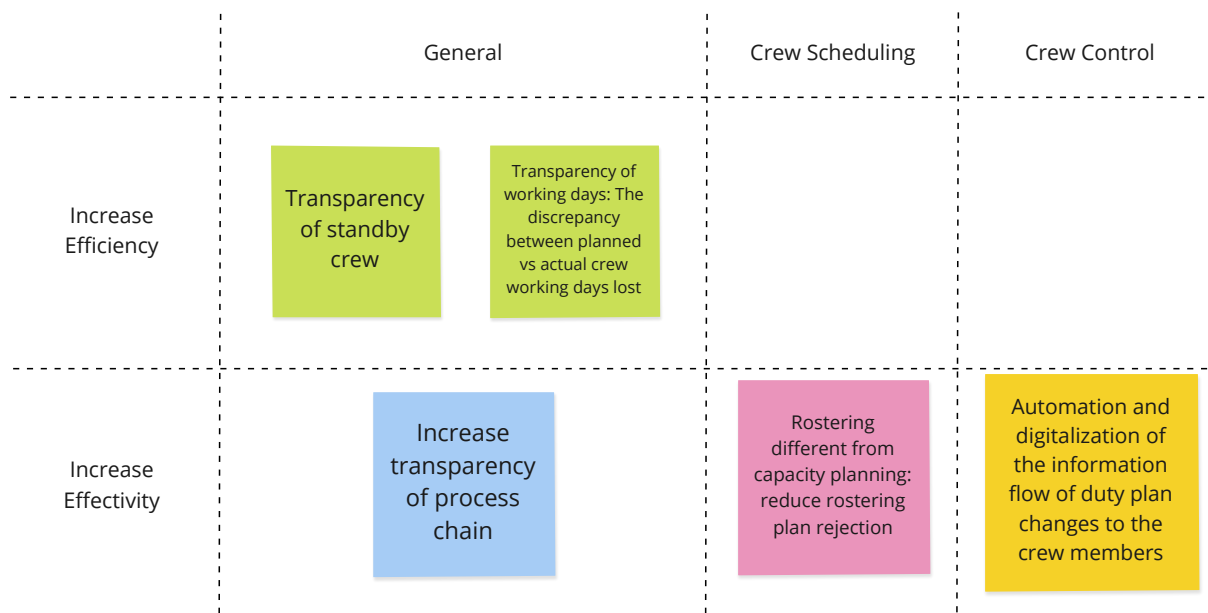 General
Crew Scheduling
Crew Control
Increase
Efficiency
Transparency
of standby
crew
Transparency of
working days: The
discrepancy
between planned
vs actual crew
working days lost
Increase
Effectivity
Increase
transparency
of process
chain
Rostering
different from
capacity planning:
reduce rostering
plan rejection
Automation and
digitalization of
the information
flow of duty plan
changes to the
crew members